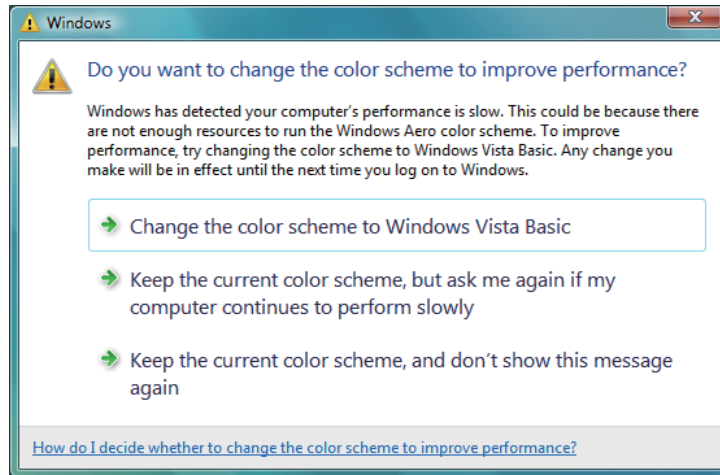 Windows
Do you want to change the color scheme to improve performance?
Windows has detected your computer's performance is slow. This could be because there
are not enough resources to run the Windows Aero color scheme. To improve
performance, try changing the color scheme to Windows Vista Basic. Any change you
make will be in effect until the next time you log on to Windows.
Change the color scheme to Windows Vista Basic
Keep the current color scheme, but ask me again if my
computer continues to perform slowly
Keep the current color scheme, and don't show this message
again
How do I decide whether to change the color scheme to improve performance?